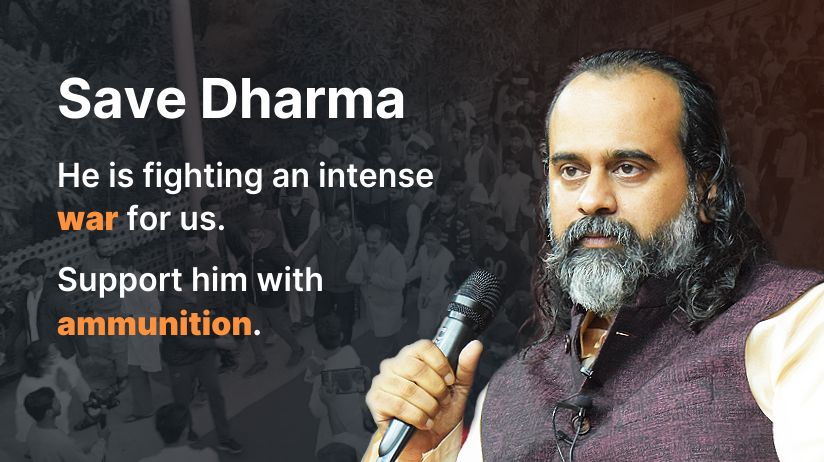 Save Dharma
He is fighting an intense
war for us.
Support him with
ammunition.